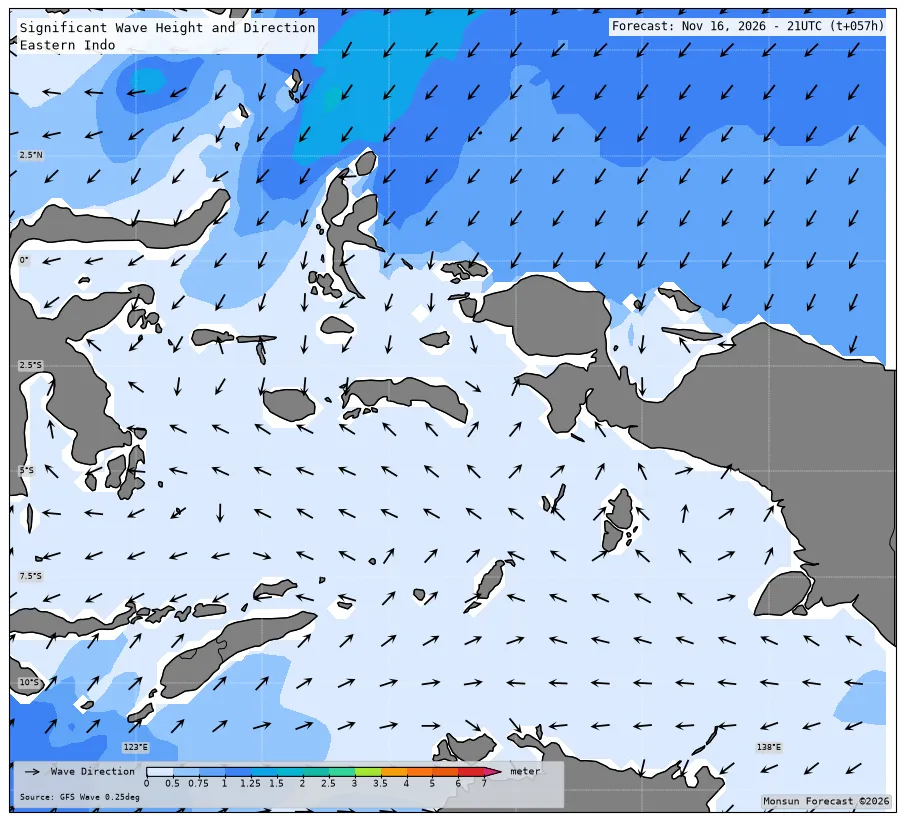 Significant Wave Height and Direction
Eastern Indo
Forecast: Nov 16, 2026 - 21UTC (t+057h)
2.5°N
0°
2.5°S
5°S
7.5°S
10°S
123°E
138°E
Wave Direction
meter
0 0.5 0.75 1 1.25 1.5 2 2.5 3 3.5 4 5 6 7
Source: GFS Wave 0.25deg
Monsun Forecast ©2026